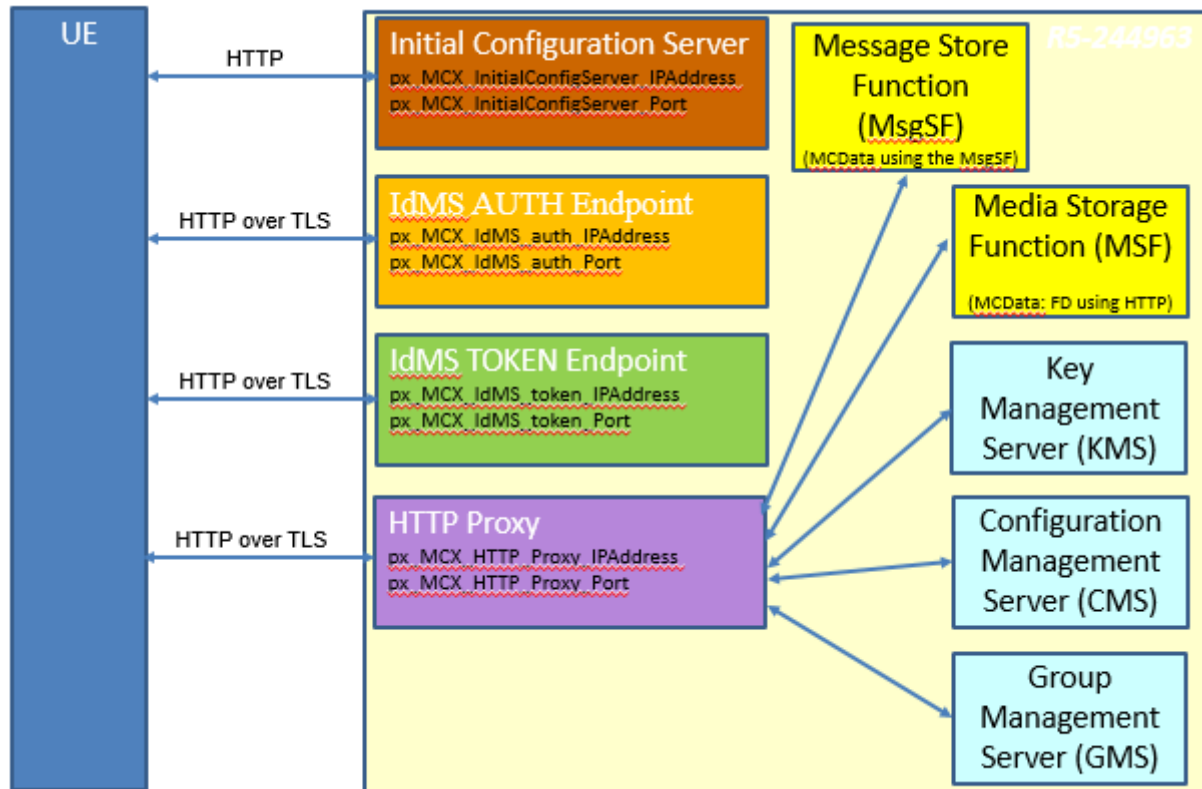 UE
HTTP
HTTP over TLS
HTTP over TLS
HTTP over TLS
Initial Configuration Server
px_MCX_InitialConfigServer_IPAddress
px_MCX_InitialConfigServer_Port
IdMS AUTH Endpoint
px_MCX_IdMS_auth_IPAddress
px_MCX_IdMS_auth_Port
IdMS TOKEN Endpoint
px_MCX_IdMS_token_IPAddress
px_MCX_IdMS_token_Port
HTTP Proxy
px_MCX_HTTP_Proxy_IPAddress
px_MCX_HTTP_Proxy_Port
R5-244963
Message Store
Function
(MsgSF)
(MCData using the MsgSF)
Media Storage
Function (MSF)
(MCData: FD using HTTP)
Key
Management
Server (KMS)
Configuration
Management
Server (CMS)
Group
Management
Server (GMS)